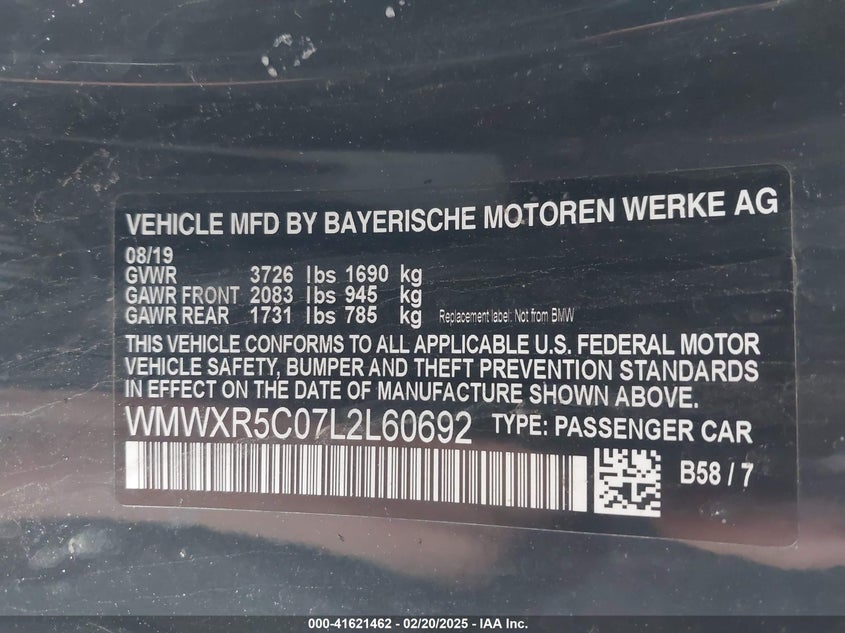 VEHICLE MFD BY BAYERISCHE MOTOREN WERKE AG
08/19
GVWR 3726 lbs 1690 kg
GAWR FRONT 2083 lbs 945 kg
GAWR REAR 1731 lbs 785 kg Replacement label: Not from BMW
THIS VEHICLE CONFORMS TO ALL APPLICABLE U.S. FEDERAL MOTOR
VEHICLE SAFETY, BUMPER AND THEFT PREVENTION STANDARDS
IN EFFECT ON THE DATE OF MANUFACTURE SHOWN ABOVE.
WMWXR5C07L2L60692 TYPE: PASSENGER CAR
B58 / 7
000-41621462 - 02/20/2025 - IAA Inc.